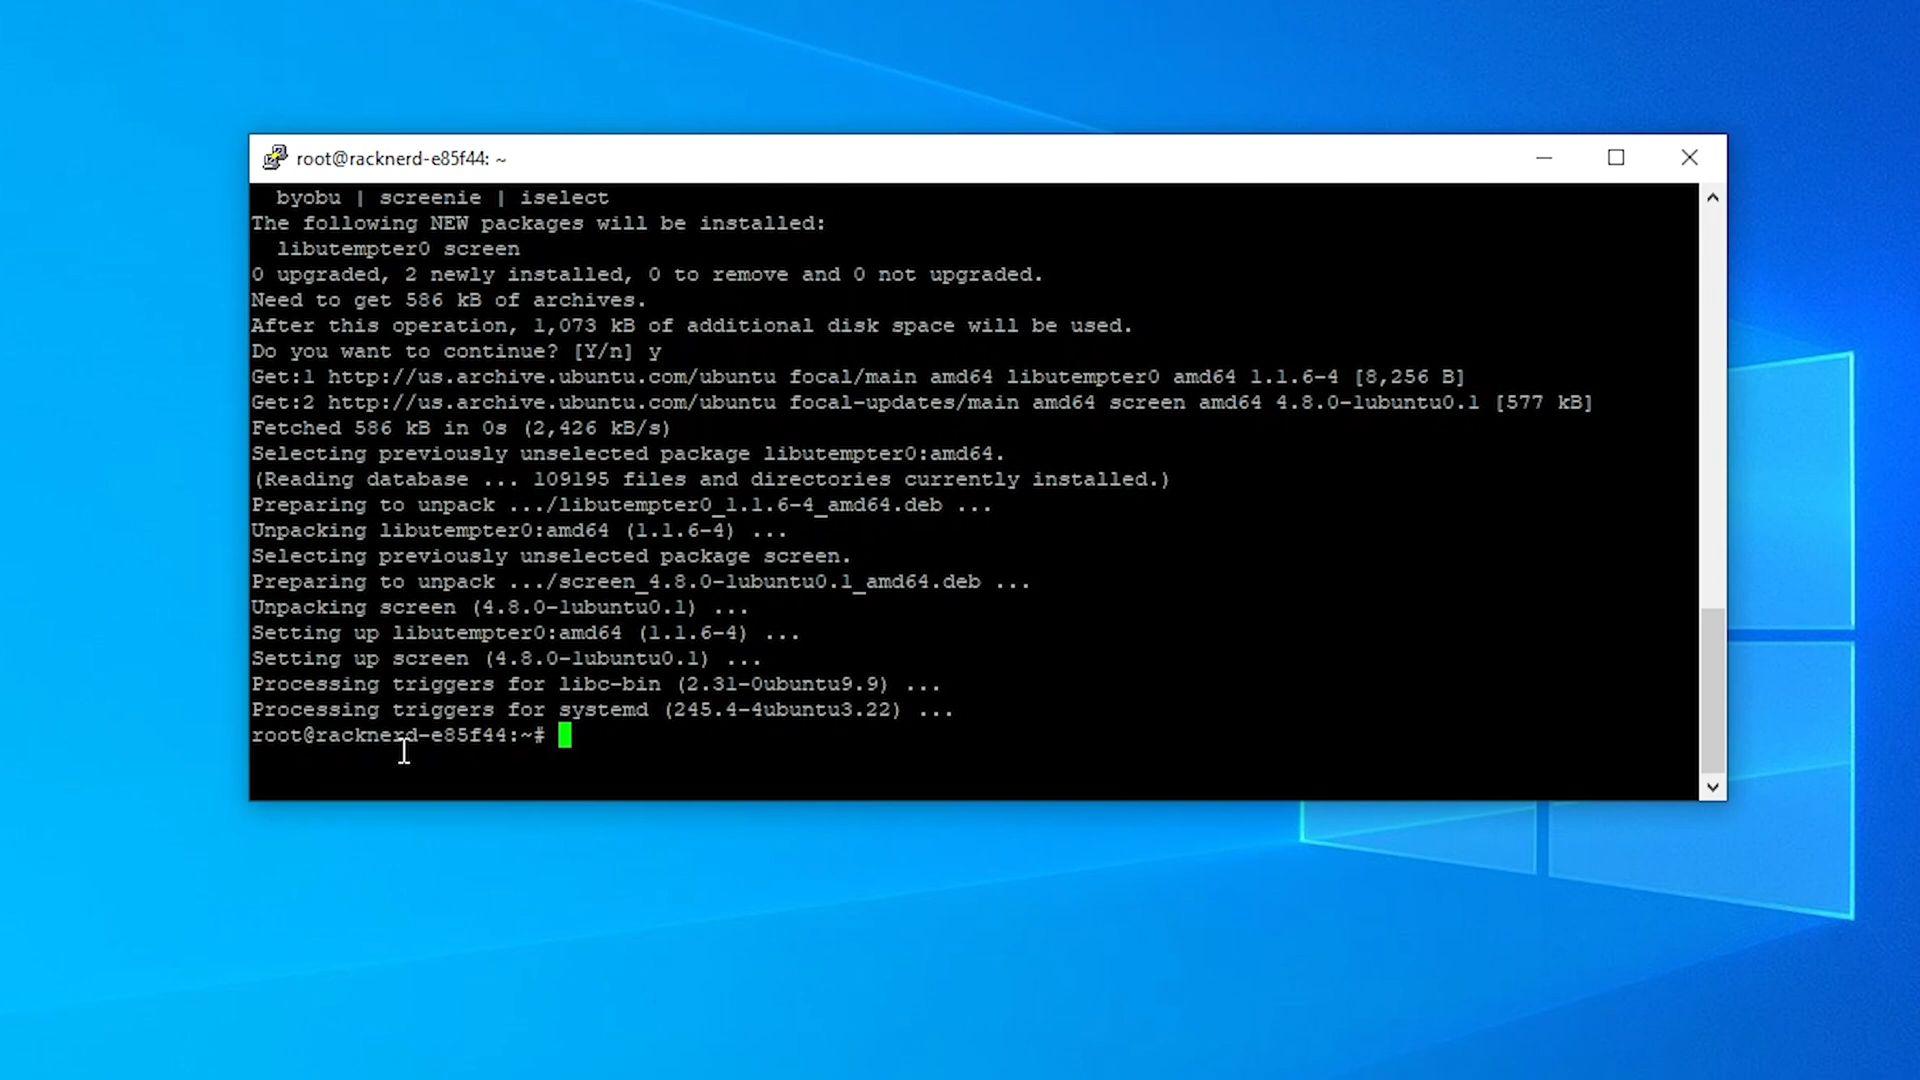 root@racknerd-e85f44: ~
byobu | screenie | iselect
The following NEW packages will be installed:
libutempter0 screen
0 upgraded, 2 newly installed, 0 to remove and 0 not upgraded.
Need to get 586 kB of archives.
After this operation, 1,073 kB of additional disk space will be used.
Do you want to continue? [Y/n] y
Get:1 http://us.archive.ubuntu.com/ubuntu focal/main amd64 libutempter0 amd64 1.1.6-4 [8,256 B]
Get:2 http://us.archive.ubuntu.com/ubuntu focal-updates/main amd64 screen amd64 4.8.0-1ubuntu0.1 [577 kB]
Fetched 586 kB in 0s (2,426 kB/s)
Selecting previously unselected package libutempter0:amd64.
(Reading database ... 109195 files and directories currently installed.)
Preparing to unpack .../libutempter0_1.1.6-4_amd64.deb ...
Unpacking libutempter0:amd64 (1.1.6-4) ...
Selecting previously unselected package screen.
Preparing to unpack .../screen_4.8.0-1ubuntu0.1_amd64.deb ...
Unpacking screen (4.8.0-1ubuntu0.1) ...
Setting up libutempter0:amd64 (1.1.6-4) ...
Setting up screen (4.8.0-1ubuntu0.1) ...
Processing triggers for libc-bin (2.31-0ubuntu9.9) ...
Processing triggers for systemd (245.4-4ubuntu3.22) ...
root@racknerd-e85f44:~#